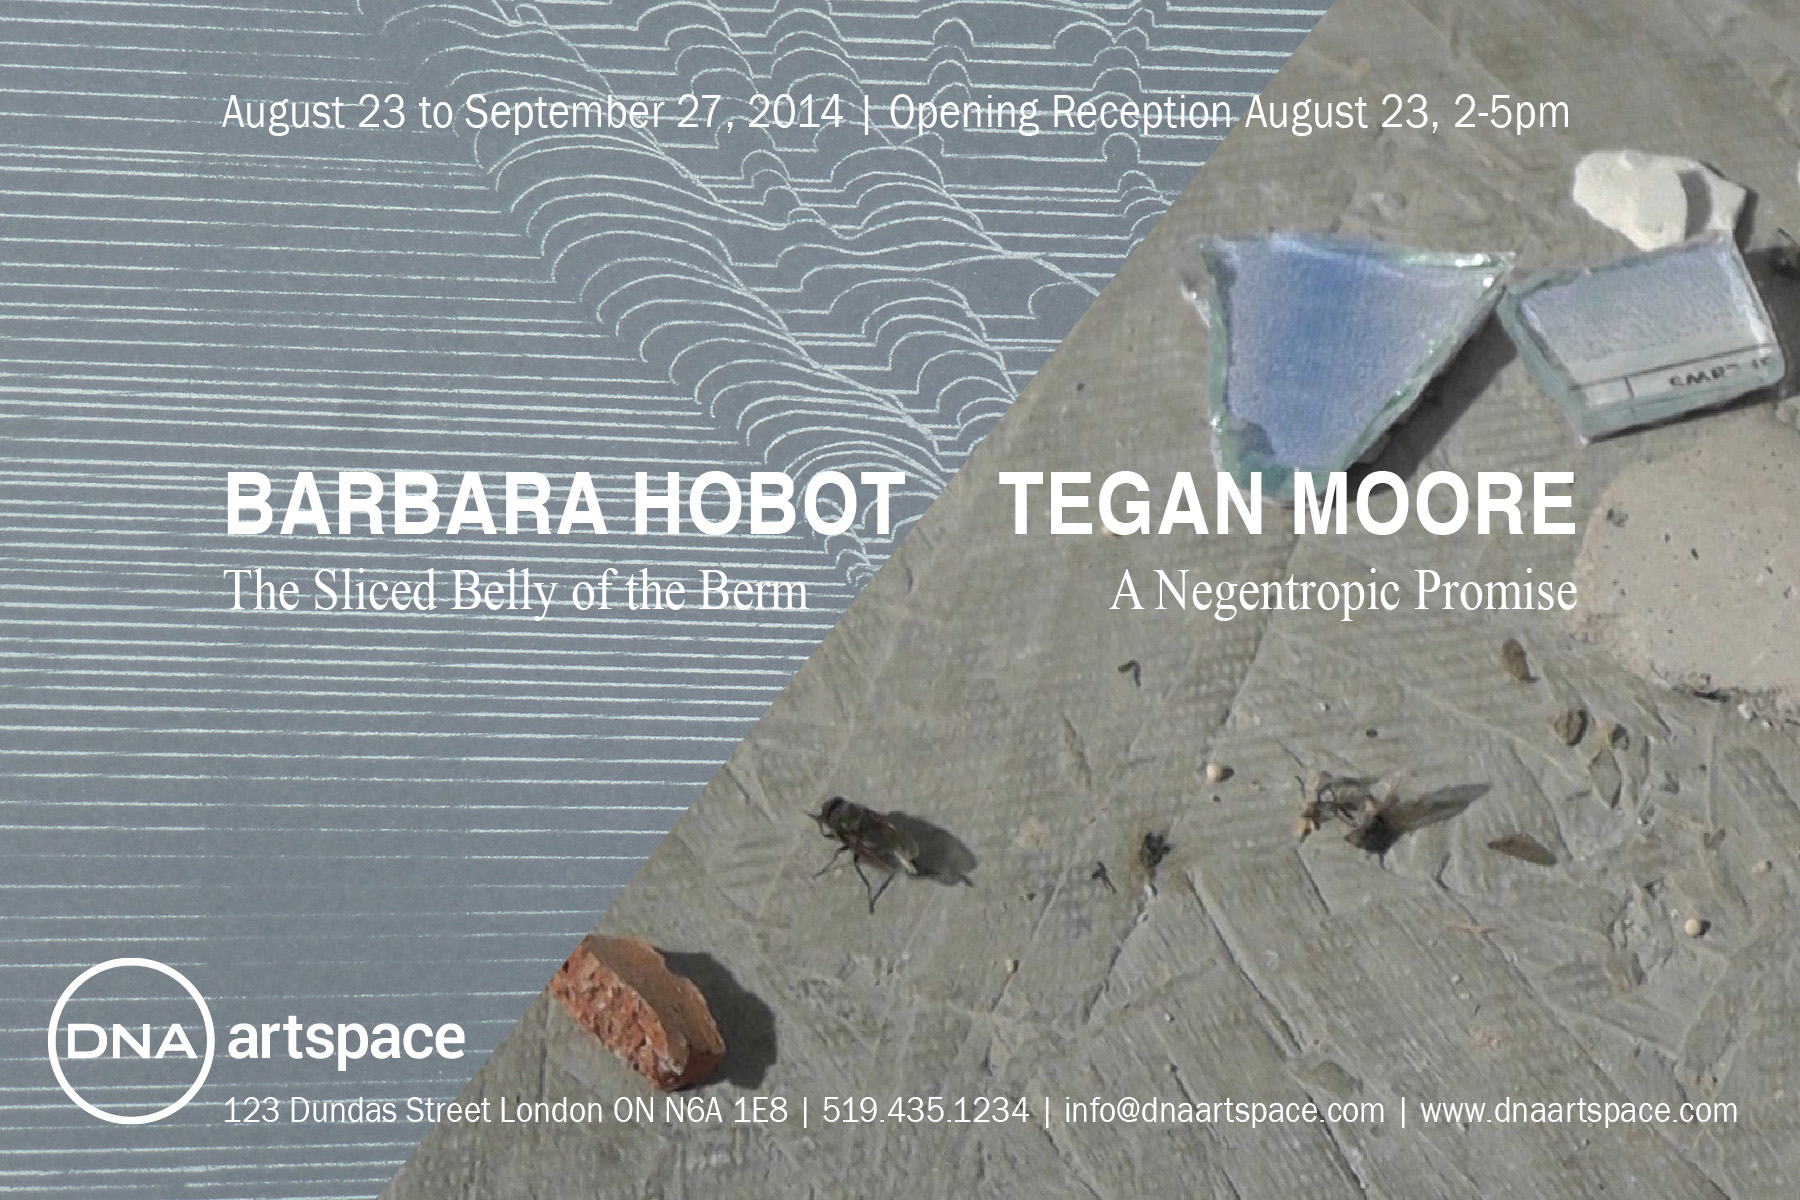 August 23 to September 27, 2014 | Opening Reception August 23, 2-5pm
BARBARA HOBOT
The Sliced Belly of the Berm
TEGAN MOORE
A Negentropic Promise
DNA artspace
123 Dundas Street London ON N6A 1E8 | 519.435.1234 | info@dnaartspace.com | www.dnaartspace.com